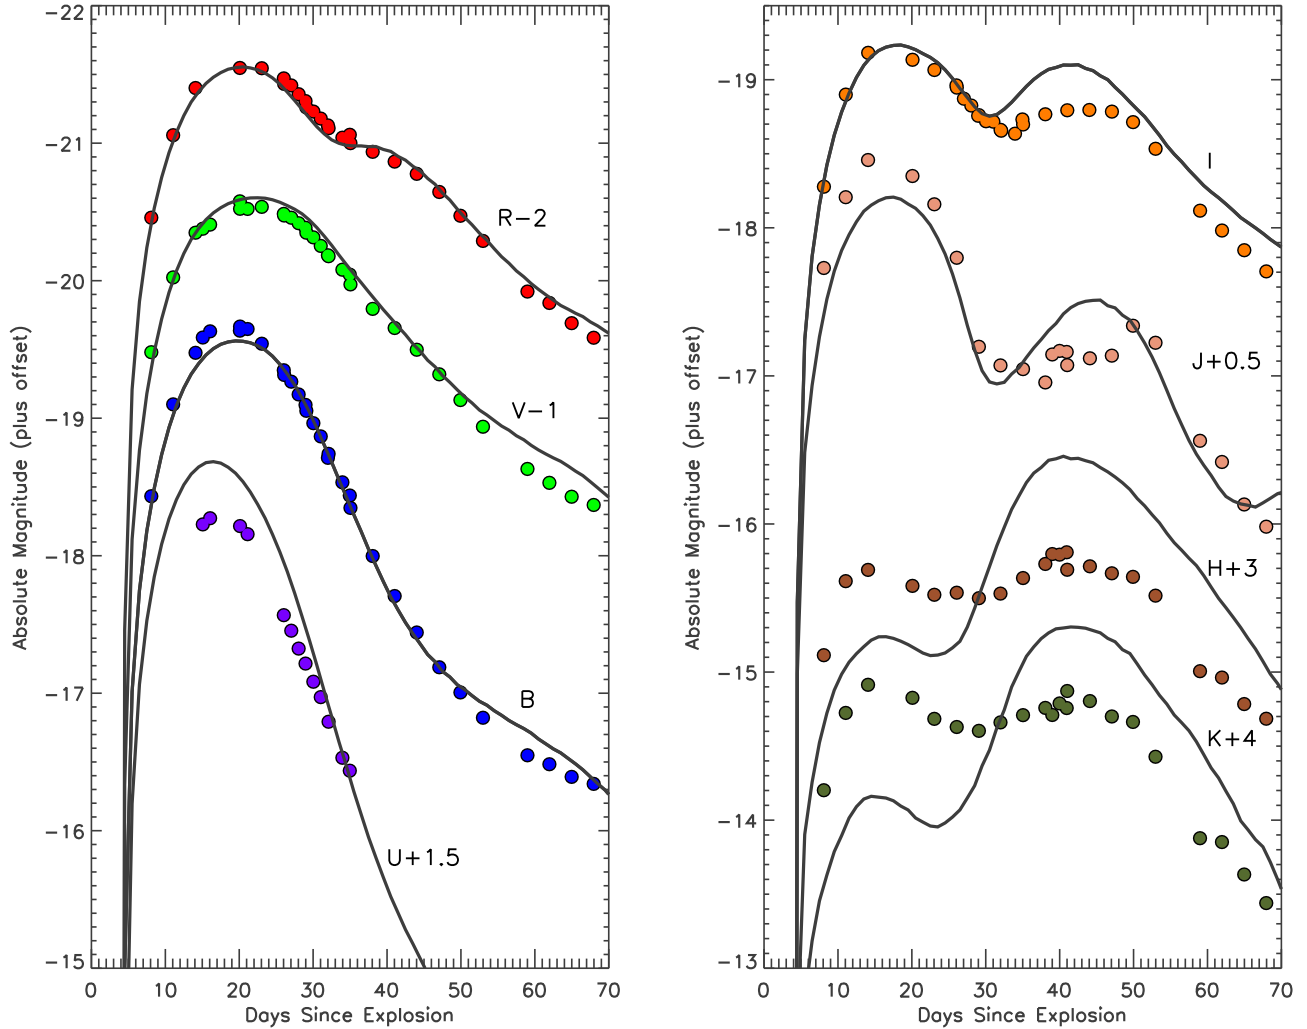 −22
−21
−20
−19
−18
−17
−16
−15
Absolute Magnitude (plus offset)
R−2
V−1
B
U+1.5
0 10 20 30 40 50 60 70
Days Since Explosion
−19
−18
−17
−16
−15
−14
−13
Absolute Magnitude (plus offset)
I
J+0.5
H+3
K+4
0 10 20 30 40 50 60 70
Days Since Explosion